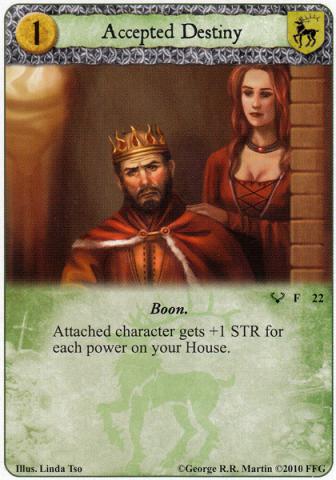 1 Accepted Destiny
F 22
Boon.
Attached character gets +1 STR for
each power on your House.
Illus. Linda Tso ©George R.R. Martin ©2010 FFG